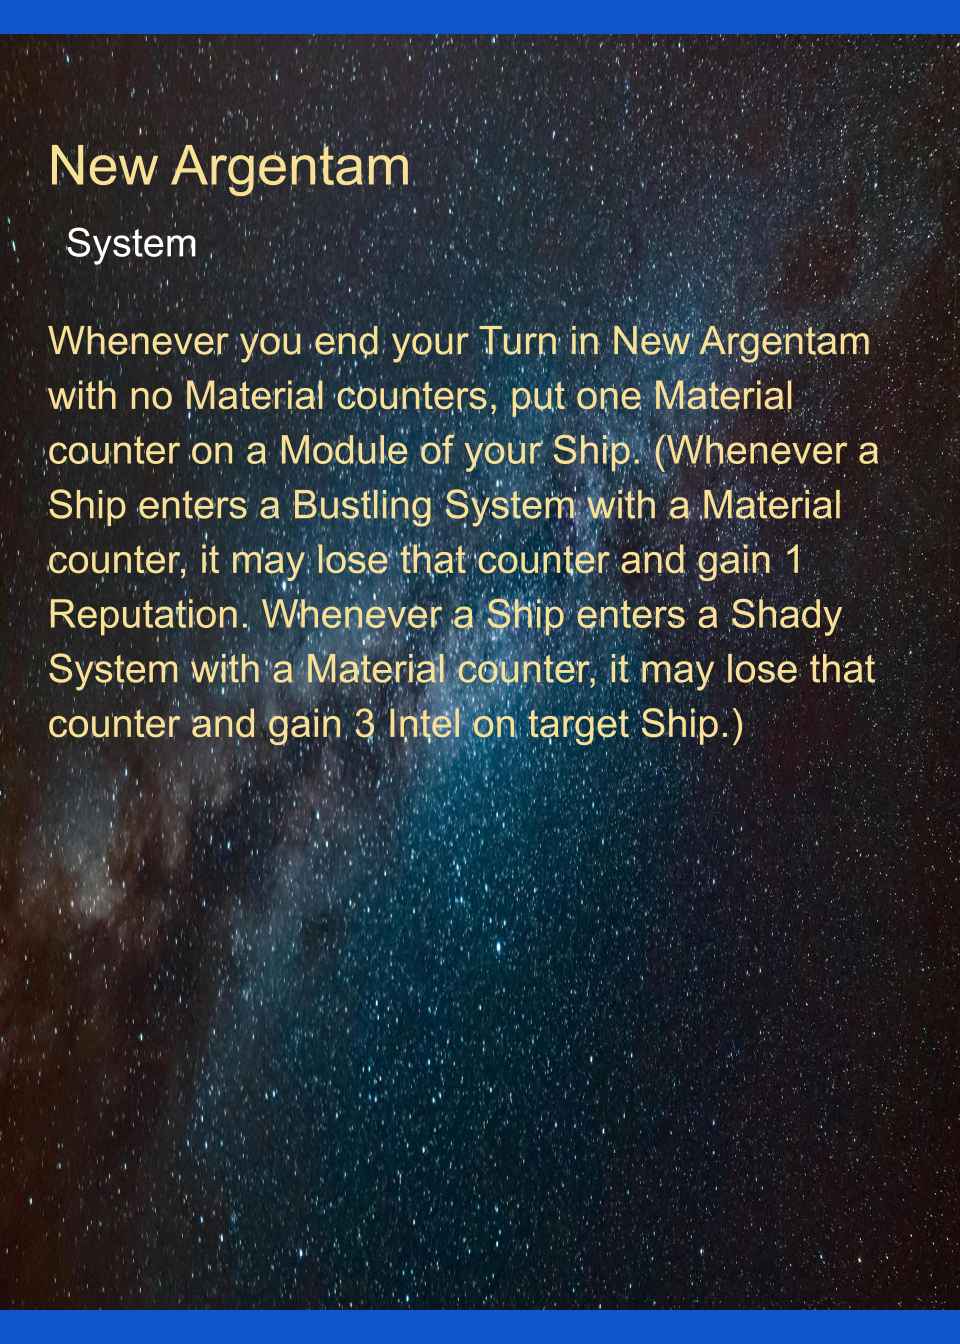 New Argentam
System
Whenever you end your Turn in New Argentam
with no Material counters, put one Material
counter on a Module of your Ship. (Whenever a
Ship enters a Bustling System with a Material
counter, it may lose that counter and gain 1
Reputation. Whenever a Ship enters a Shady
System with a Material counter, it may lose that
counter and gain 3 Intel on target Ship.)